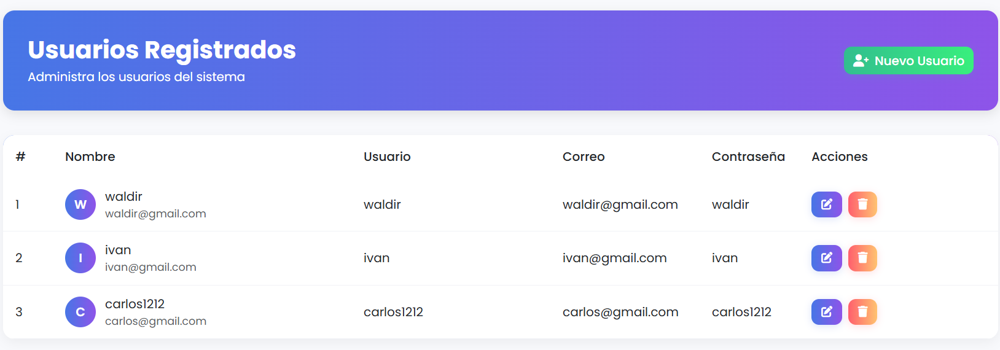 Usuarios Registrados
Administra los usuarios del sistema
Nuevo Usuario
# Nombre Usuario Correo Contraseña Acciones
1 W waldir waldir waldir@gmail.com waldir
waldir@gmail.com
2 I ivan ivan ivan@gmail.com ivan
ivan@gmail.com
3 C carlos1212 carlos1212 carlos@gmail.com carlos1212
carlos@gmail.com